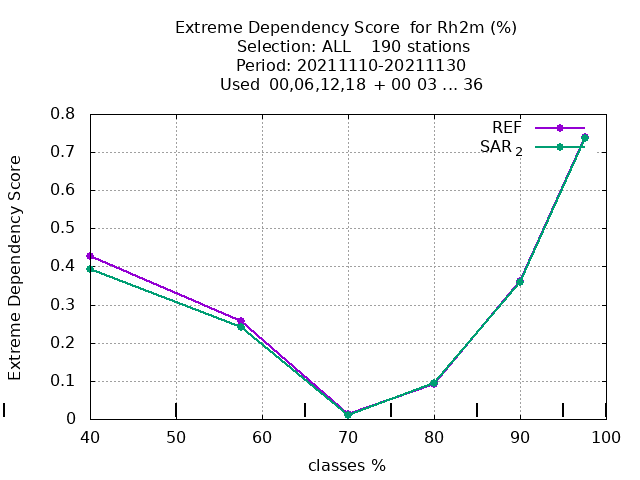 Extreme Dependency Score  for Rh2m (%)
Selection: ALL    190 stations
Period: 20211110-20211130
Used  00,06,12,18  + 00 03 ... 36
REF
SAR 2
Extreme Dependency Score
0.8
0.7
0.6
0.5
0.4
0.3
0.2
0.1
0
40 50 60 70 80 90 100
classes %